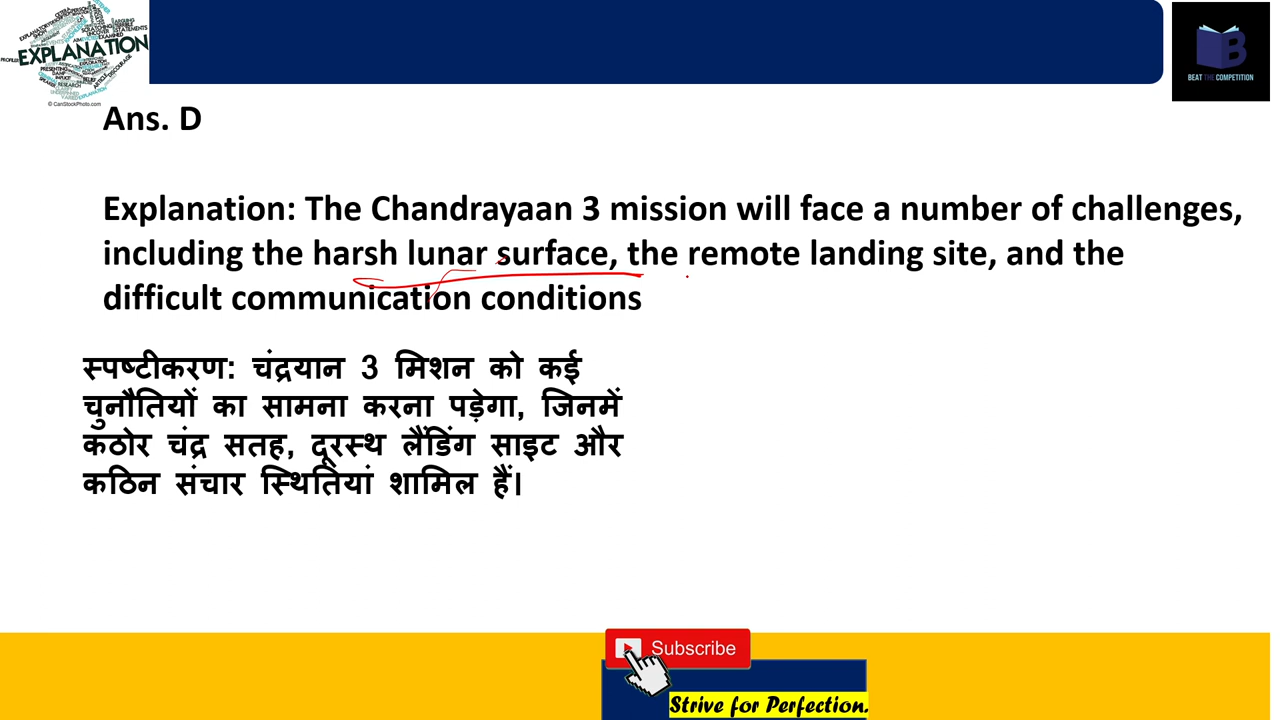 EXPLANATION
© CanStockPhoto.com
BEAT THE COMPETITION
Ans. D
Explanation: The Chandrayaan 3 mission will face a number of challenges,
including the harsh lunar surface, the remote landing site, and the
difficult communication conditions
स्पष्टीकरण: चंद्रयान 3 मिशन को कई
चुनौतियों का सामना करना पड़ेगा, जिनमें
कठोर चंद्र सतह, दूरस्थ लैंडिंग साइट और
कठिन संचार स्थितियां शामिल हैं।
Subscribe
Strive for Perfection.